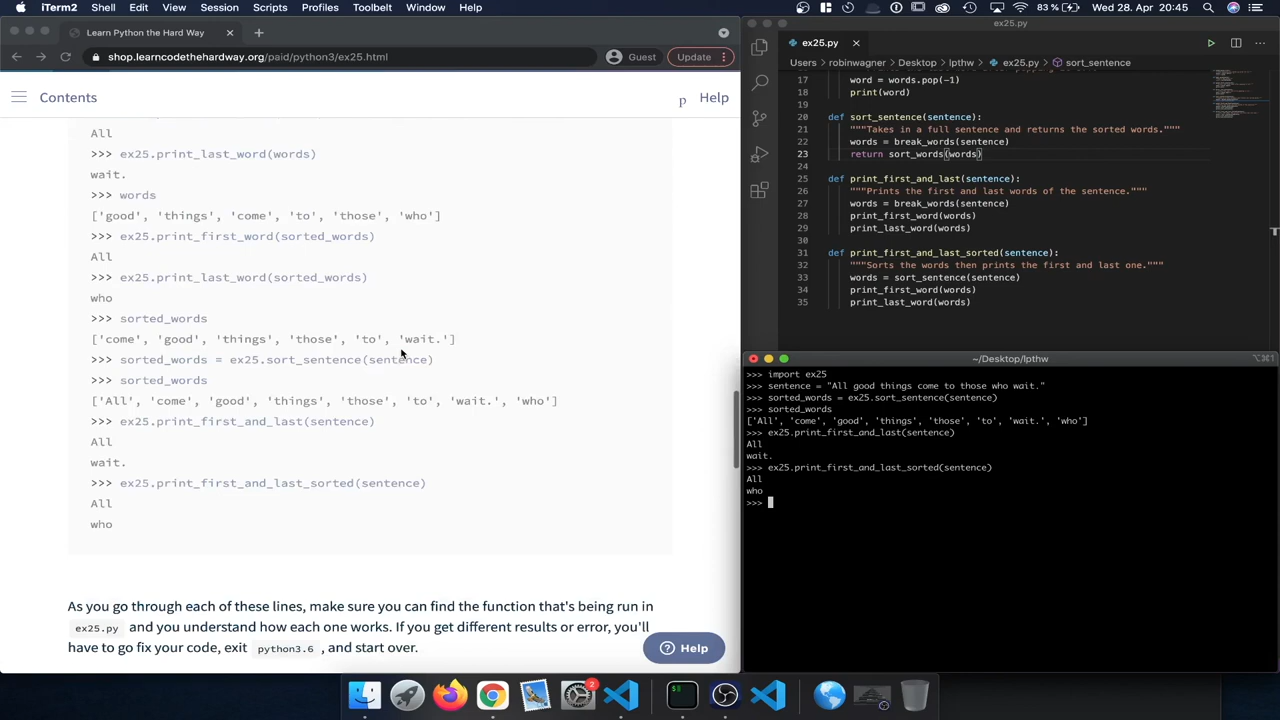 iTerm2 Shell Edit View Session Scripts Profiles Toolbelt Window Help 83 % Wed 28. Apr 20:45
Learn Python the Hard Way
shop.learncodethehardway.org/paid/python3/ex25.html Guest Update
Contents p Help
All
>>> ex25.print_last_word(words)
wait.
>>> words
['good', 'things', 'come', 'to', 'those', 'who']
>>> ex25.print_first_word(sorted_words)
All
>>> ex25.print_last_word(sorted_words)
who
>>> sorted_words
['come', 'good', 'things', 'those', 'to', 'wait.']
>>> sorted_words = ex25.sort_sentence(sentence)
>>> sorted_words
['All', 'come', 'good', 'things', 'those', 'to', 'wait.', 'who']
>>> ex25.print_first_and_last(sentence)
All
wait.
>>> ex25.print_first_and_last_sorted(sentence)
All
who
As you go through each of these lines, make sure you can find the function that's being run in
ex25.py and you understand how each one works. If you get different results or error, you'll
have to go fix your code, exit python3.6 , and start over.
Help
ex25.py
ex25.py
Users > robinwagner > Desktop > lpthw > ex25.py > sort_sentence
17 word = words.pop(-1)
18 print(word)
19
20 def sort_sentence(sentence):
21 """Takes in a full sentence and returns the sorted words."""
22 words = break_words(sentence)
23 return sort_words(words)
24
25 def print_first_and_last(sentence):
26 """Prints the first and last words of the sentence."""
27 words = break_words(sentence)
28 print_first_word(words)
29 print_last_word(words)
30
31 def print_first_and_last_sorted(sentence):
32 """Sorts the words then prints the first and last one."""
33 words = sort_sentence(sentence)
34 print_first_word(words)
35 print_last_word(words)
~/Desktop/lpthw ⌥⌘1
>>> import ex25
>>> sentence = "All good things come to those who wait."
>>> sorted_words = ex25.sort_sentence(sentence)
>>> sorted_words
['All', 'come', 'good', 'things', 'those', 'to', 'wait.', 'who']
>>> ex25.print_first_and_last(sentence)
All
wait.
>>> ex25.print_first_and_last_sorted(sentence)
All
who
>>>
2